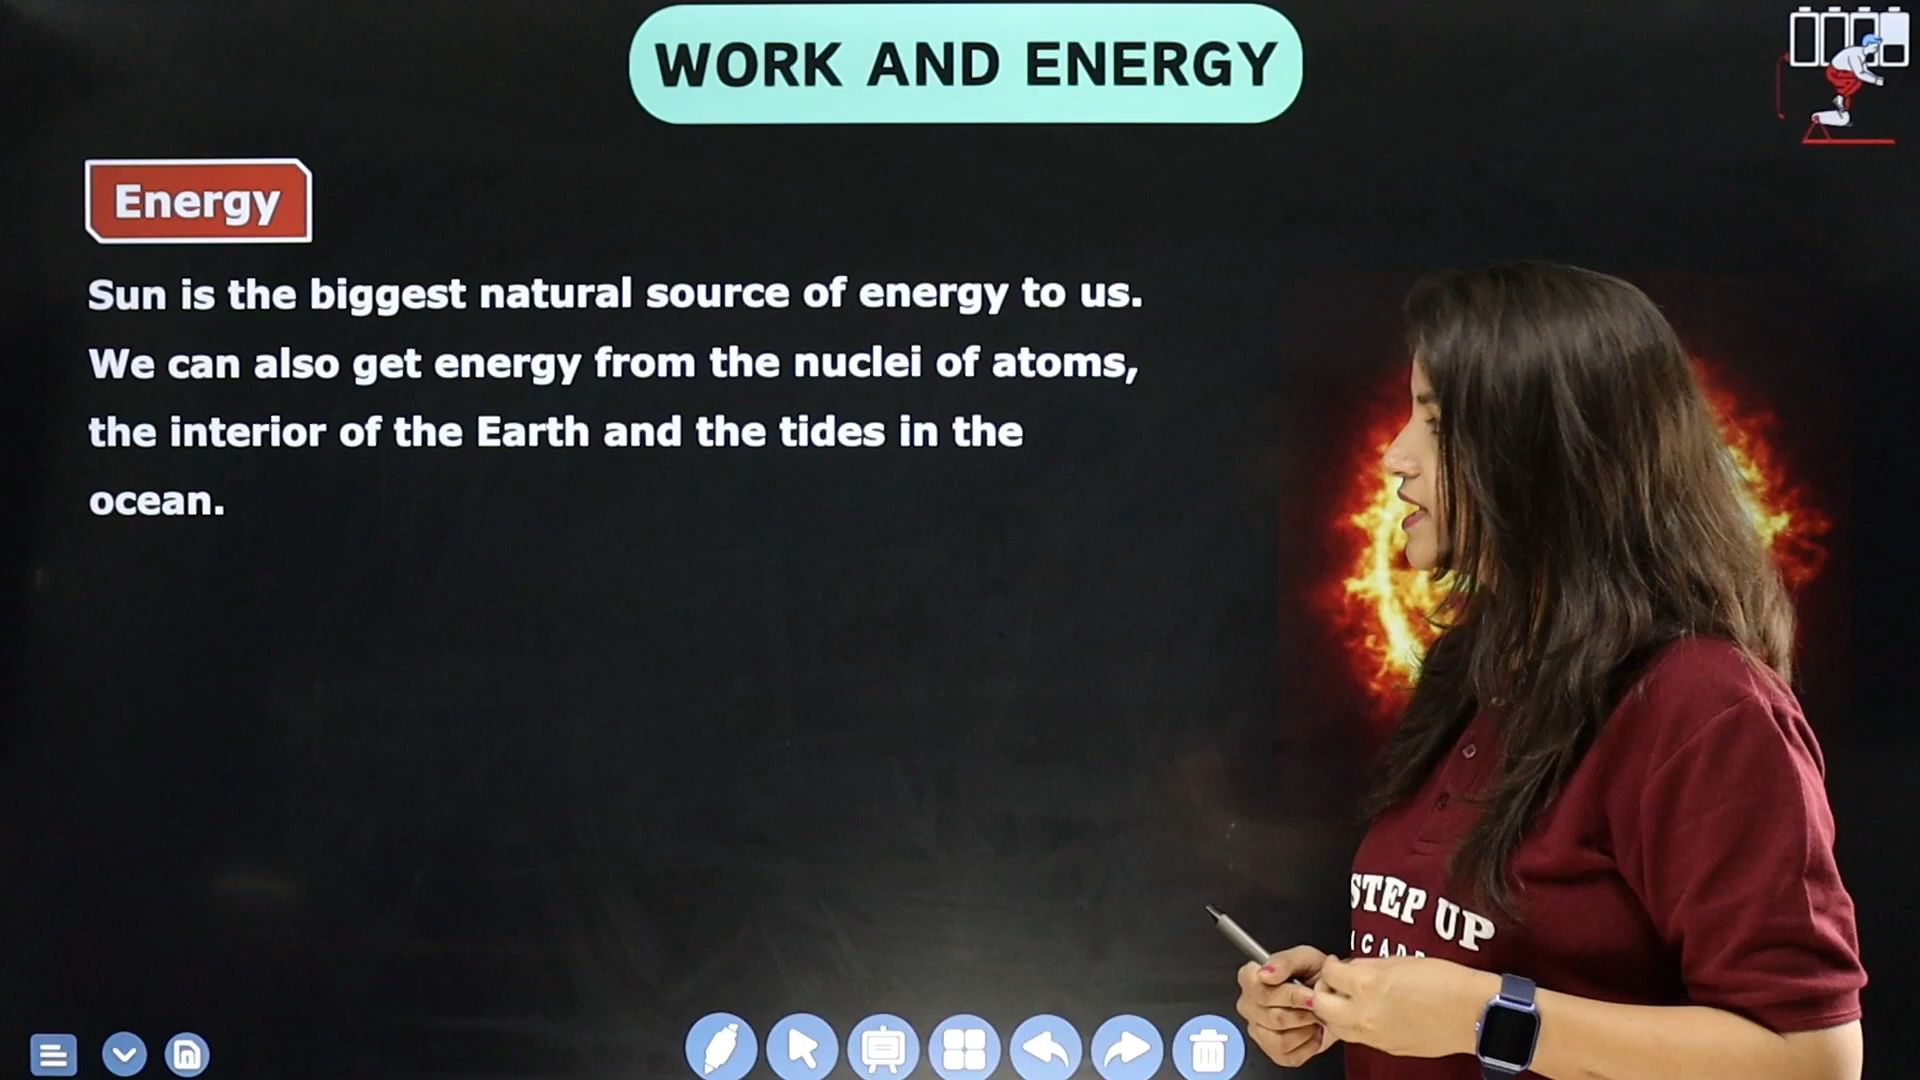 WORK AND ENERGY
Energy
Sun is the biggest natural source of energy to us.
We can also get energy from the nuclei of atoms,
the interior of the Earth and the tides in the
ocean.
STEP UP